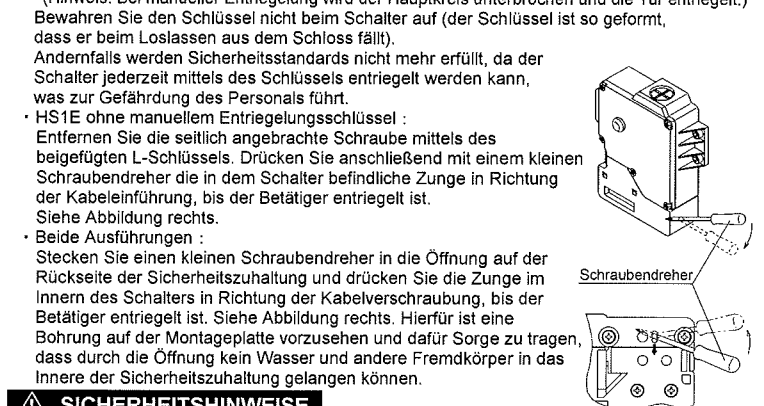 (Hinweis: Bei manueller Entriegelung wird der Hauptkreis unterbrochen und die Tür entriegelt.)
Bewahren Sie den Schlüssel nicht beim Schalter auf (der Schlüssel ist so geformt,
dass er beim Loslassen aus dem Schloss fällt).
Andernfalls werden Sicherheitsstandards nicht mehr erfüllt, da der
Schalter jederzeit mittels des Schlüssels entriegelt werden kann,
was zur Gefährdung des Personals führt.
· HS1E ohne manuellem Entriegelungsschlüssel :
Entfernen Sie die seitlich angebrachte Schraube mittels des
beigefügten L-Schlüssels. Drücken Sie anschließend mit einem kleinen
Schraubendreher die in dem Schalter befindliche Zunge in Richtung
der Kabeleinführung, bis der Betätiger entriegelt ist.
Siehe Abbildung rechts.
· Beide Ausführungen :
Stecken Sie einen kleinen Schraubendreher in die Öffnung auf der
Rückseite der Sicherheitszuhaltung und drücken Sie die Zunge im
Innern des Schalters in Richtung der Kabelverschraubung, bis der
Betätiger entriegelt ist. Siehe Abbildung rechts. Hierfür ist eine
Bohrung auf der Montageplatte vorzusehen und dafür Sorge zu tragen,
dass durch die Öffnung kein Wasser und andere Fremdkörper in das
Innere der Sicherheitszuhaltung gelangen können.
Schraubendreher
SICHERHEITSHINWEISE